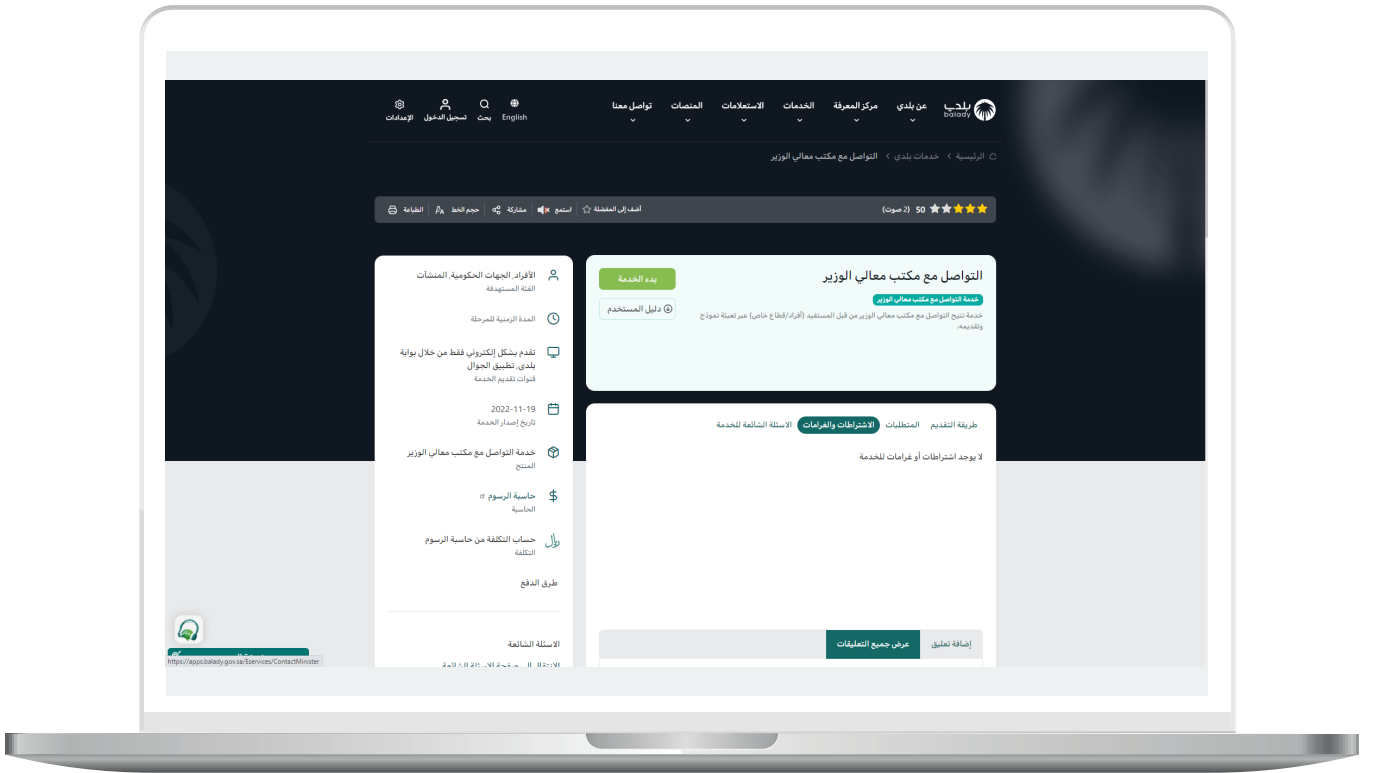 بلدي
balady
عن بلدي
مركز المعرفة
الخدمات
الاستعلامات
المنصات
تواصل معنا
English
بحث
تسجيل الدخول
الإعدادات
الرئيسية
خدمات بلدي
التواصل مع مكتب معالي الوزير
50 (2 صوت)
أضف إلى المفضلة
استمع
مشاركة
حجم الخط
الطباعة
التواصل مع مكتب معالي الوزير
خدمة التواصل مع مكتب معالي الوزير
خدمة تتيح التواصل مع مكتب معالي الوزير من قبل المستفيد (أفراد/قطاع خاص) عبر تعبئة نموذج
وتقديمه.
بدء الخدمة
دليل المستخدم
طريقة التقديم
المتطلبات
الاشتراطات والغرامات
الاسئلة الشائعة للخدمة
لا يوجد اشتراطات أو غرامات للخدمة
إضافة تعليق
عرض جميع التعليقات
الأفراد, الجهات الحكومية, المنشآت
الفئة المستهدفة
المدة الزمنية للمرحلة
تقدم بشكل إلكتروني فقط من خلال بوابة
بلدي, تطبيق الجوال
قنوات تقديم الخدمة
2022-11-19
تاريخ إصدار الخدمة
خدمة التواصل مع مكتب معالي الوزير
المنتج
حاسبة الرسوم
الحاسبة
حساب التكلفة من حاسبة الرسوم
التكلفة
طرق الدفع
الاسئلة الشائعة
الانتقال إلى صفحة الاسئلة الشائعة
https://apps.balady.gov.sa/Eservices/ContactMinister